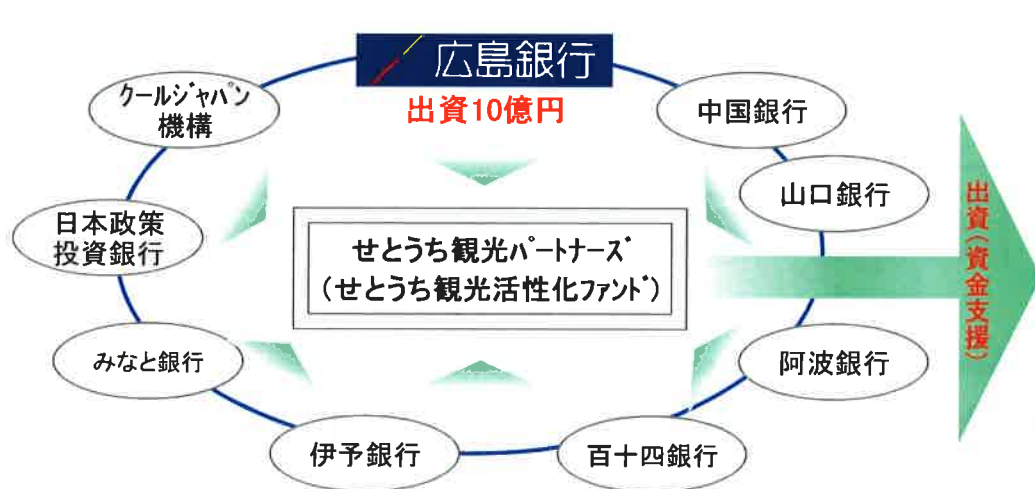 広島銀行
出資10億円
クールジャパン
機構
中国銀行
日本政策
投資銀行
山口銀行
せとうち観光パートナーズ
(せとうち観光活性化ファンド)
出資(資金支援)
みなと銀行
阿波銀行
伊予銀行
百十四銀行